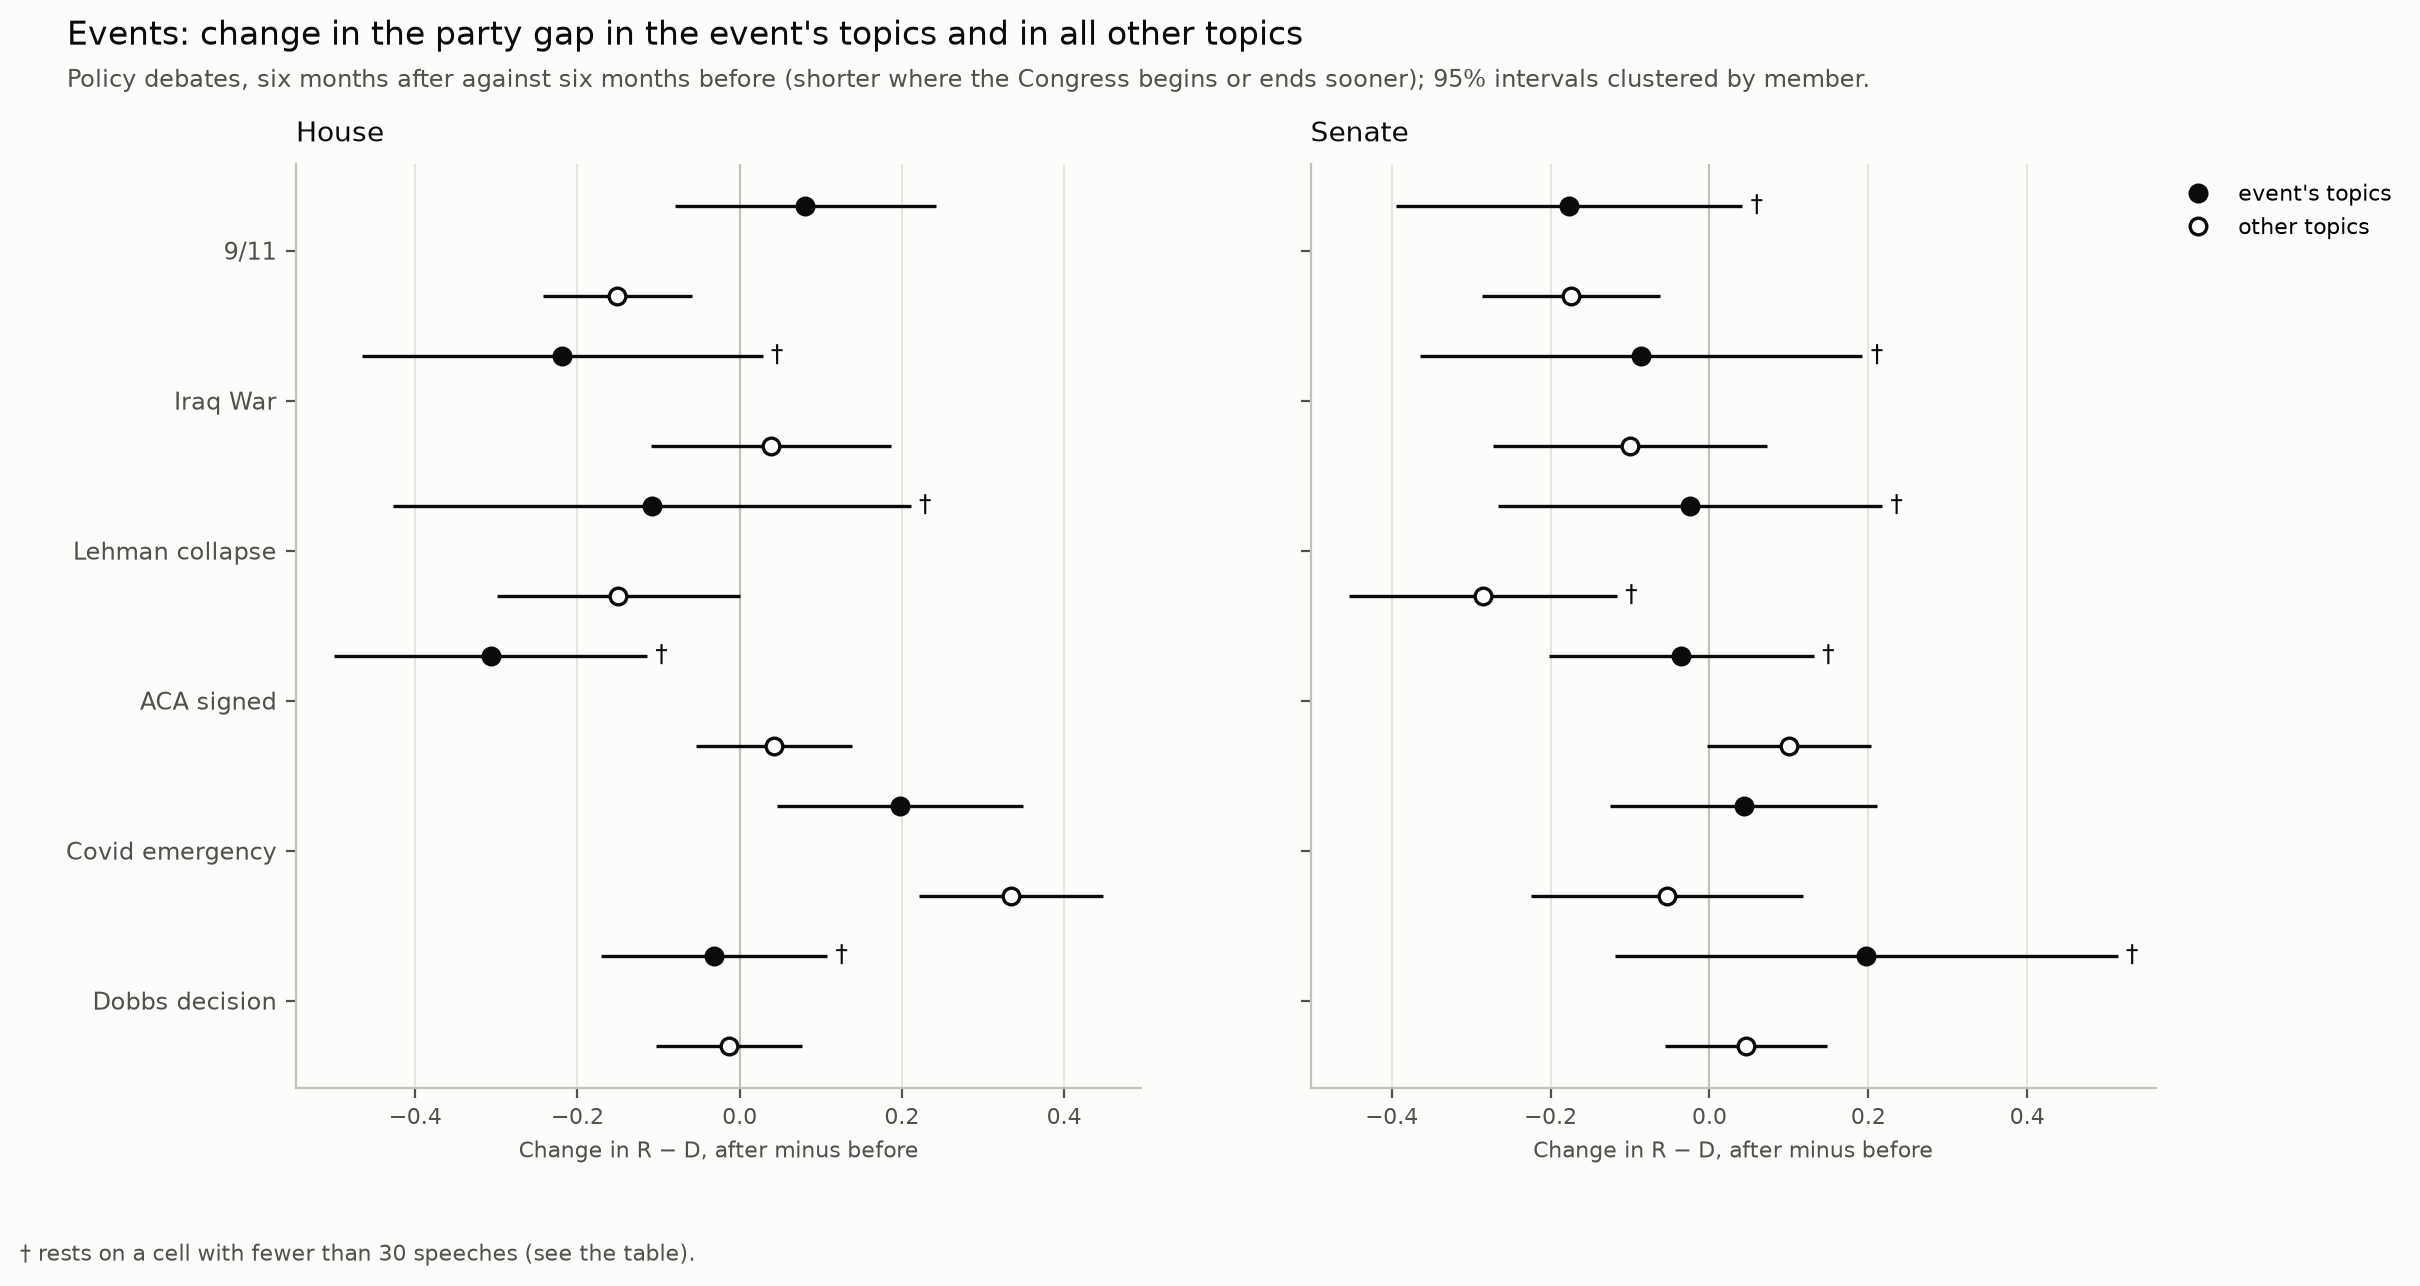 Events: change in the party gap in the event's topics and in all other topics
Policy debates, six months after against six months before (shorter where the Congress begins or ends sooner); 95% intervals clustered by member.
House
Senate
event's topics
other topics
†
9/11
†
†
Iraq War
†
†
Lehman collapse
†
†
†
ACA signed
Covid emergency
†
†
Dobbs decision
−0.4 −0.2 0.0 0.2 0.4
−0.4 −0.2 0.0 0.2 0.4
Change in R − D, after minus before
Change in R − D, after minus before
† rests on a cell with fewer than 30 speeches (see the table).